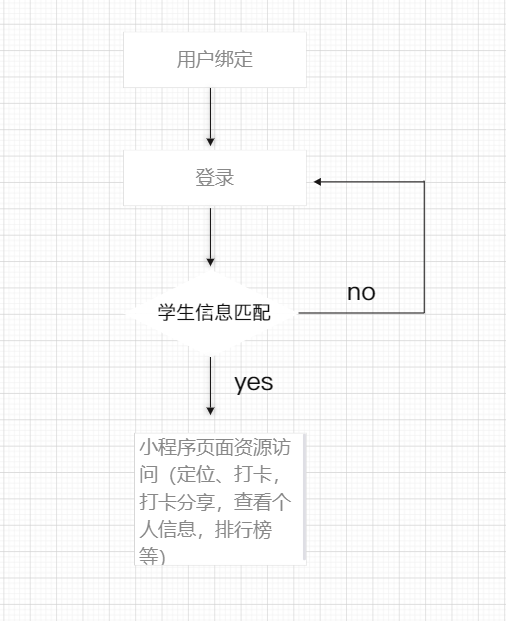 用户绑定
登录
学生信息匹配
no
yes
小程序页面资源访
问（定位、打卡，
打卡分享，查看个
人信息，排行榜
等）